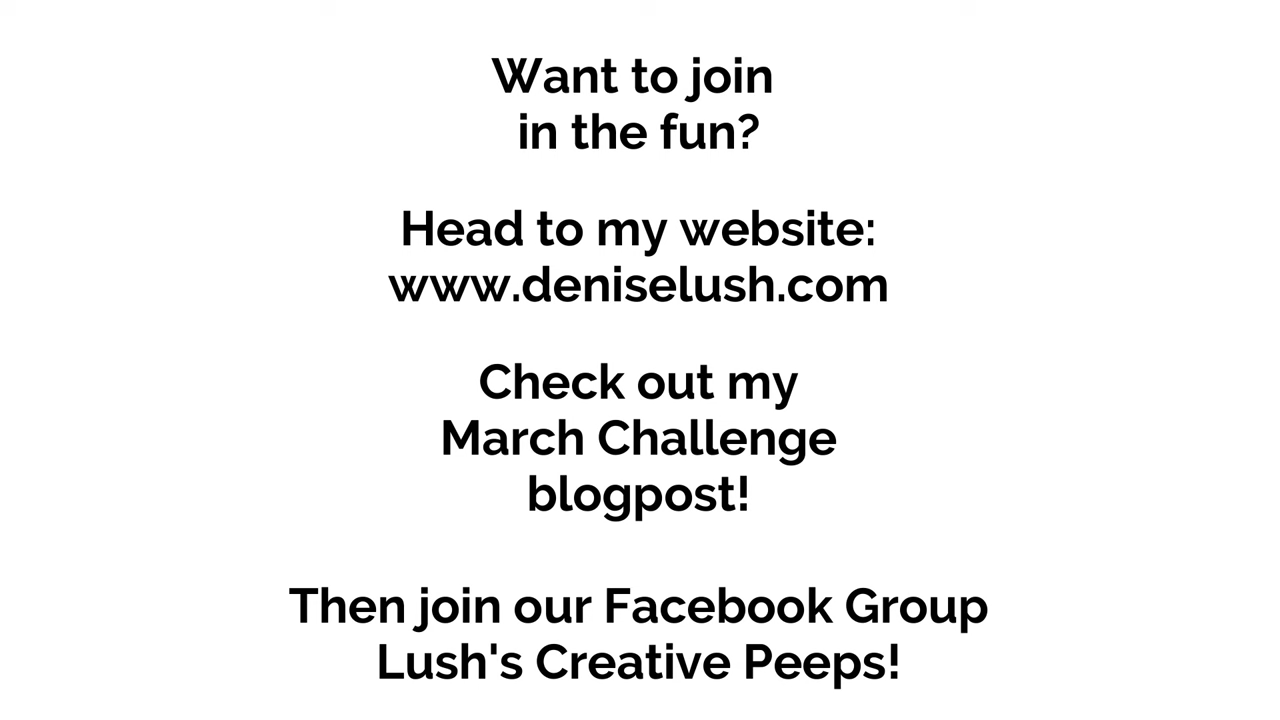 Want to join
in the fun?
Head to my website:
www.deniselush.com
Check out my
March Challenge
blogpost!
Then join our Facebook Group
Lush's Creative Peeps!